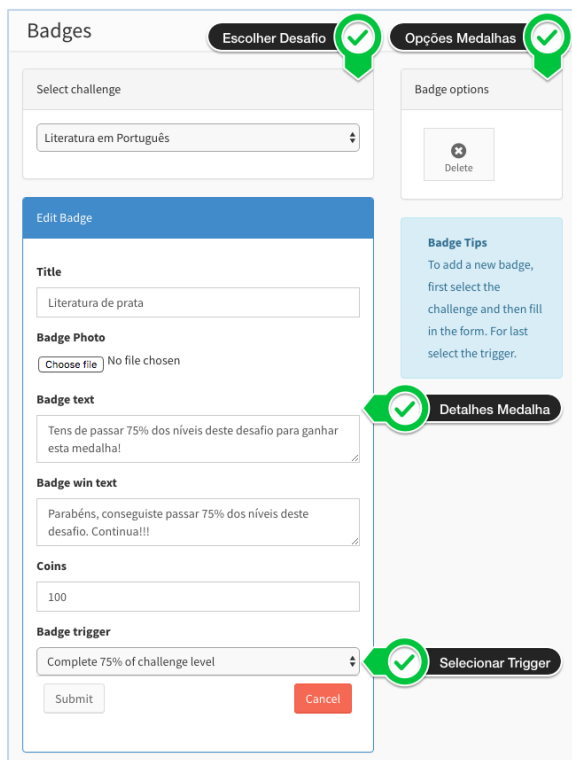 Badges
Escolher Desafio
Opções Medalhas
Select challenge
Literatura em Português
Badge options
Delete
Edit Badge
Title
Literatura de prata
Badge Photo
Choose file No file chosen
Badge text
Tens de passar 75% dos níveis deste desafio para ganhar
esta medalha!
Badge win text
Parabéns, conseguiste passar 75% dos níveis deste
desafio. Continua!!!
Coins
100
Badge trigger
Complete 75% of challenge level
Submit
Cancel
Badge Tips
To add a new badge,
first select the
challenge and then fill
in the form. For last
select the trigger.
Detalhes Medalha
Selecionar Trigger